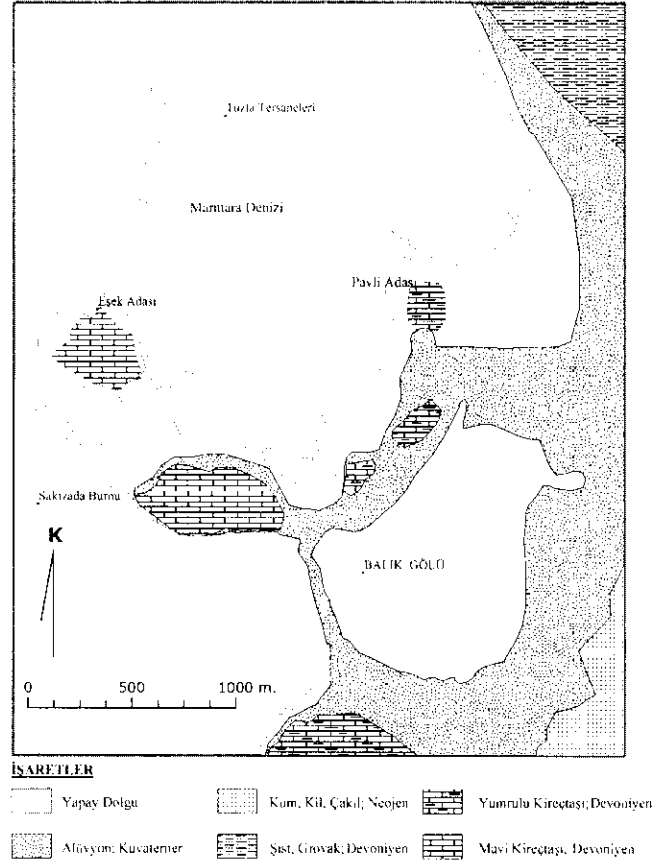 Tuzla Tersaneleri
Marmara Denizi
Pavli Adası
Eşek Adası
Sakızada Burnu
K
BALIK GÖLÜ
0 500 1000 m.
İŞARETLER
Yapay Dolgu
Kum, Kil, Çakıl; Neojen
Yumrulu Kireçtaşı; Devoniyen
Alüvyon; Kuvaterner
Şist, Grovak; Devoniyen
Mavi Kireçtaşı; Devoniyen